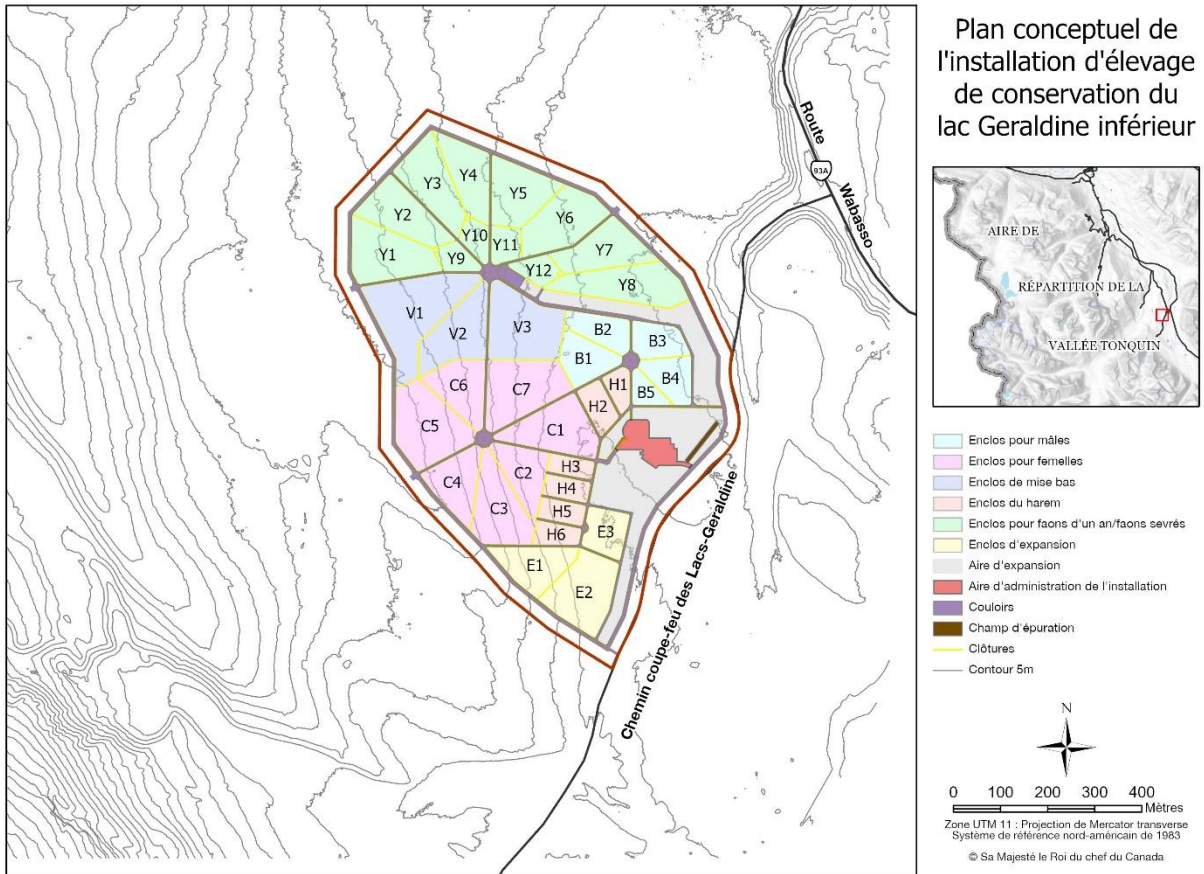 Plan conceptuel de
l'installation d'élevage
de conservation du
lac Geraldine inférieur
AIRE DE
RÉPARTITION DE LA
VALLÉE TONQUIN
Route
93A
Wabasso
Chemin coupe-feu des Lacs-Geraldine
Y3
Y4
Y5
Y2
Y6
Y10
Y11
Y7
Y1
Y9
Y12
Y8
V1
V2
V3
B2
B3
B1
B4
B5
C6
C7
H1
H2
C5
C1
C4
C2
H3
H4
C3
H5
H6
E3
E1
E2
Enclos pour mâles
Enclos pour femelles
Enclos de mise bas
Enclos du harem
Enclos pour faons d'un an/faons sevrés
Enclos d'expansion
Aire d'expansion
Aire d'administration de l'installation
Couloirs
Champ d'épuration
Clôtures
Contour 5m
N
0 100 200 300 400
Mètres
Zone UTM 11 : Projection de Mercator transverse
Système de référence nord-américain de 1983
© Sa Majesté le Roi du chef du Canada